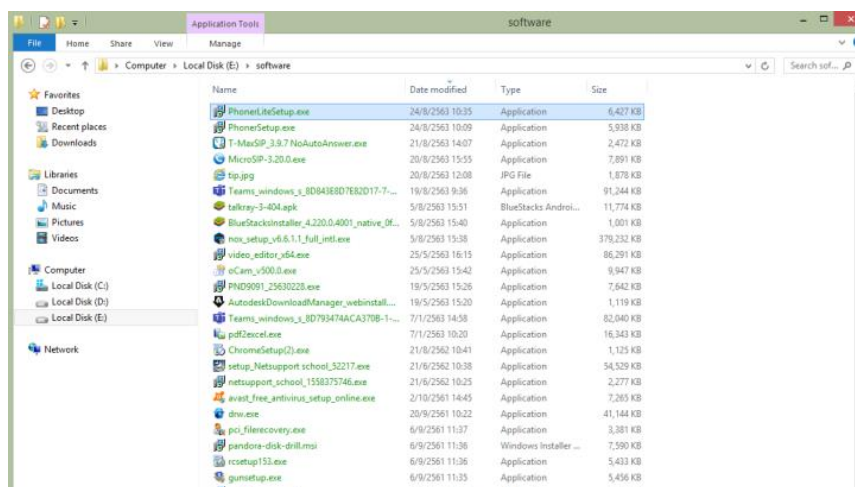 Application Tools software
File Home Share View Manage
Computer Local Disk (E:) software Search sof...
Name Date modified Type Size
Favorites
Desktop
Recent places
Downloads
Libraries
Documents
Music
Pictures
Videos
Computer
Local Disk (C:)
Local Disk (D:)
Local Disk (E:)
Network
PhonerLiteSetup.exe 24/8/2563 10:35 Application 6,427 KB
PhonerSetup.exe 24/8/2563 10:09 Application 5,938 KB
T-MaxSIP_3.9.7 NoAutoAnswer.exe 21/8/2563 14:07 Application 2,472 KB
MicroSIP-3.20.0.exe 20/8/2563 15:55 Application 7,891 KB
tip.jpg 20/8/2563 12:08 JPG File 1,878 KB
Teams_windows_s_8D843E8D7E82D17-7-... 19/8/2563 9:36 Application 91,244 KB
talkray-3-404.apk 5/8/2563 15:51 BlueStacks Androi... 11,774 KB
BlueStacksInstaller_4.220.0.4001_native_0f... 5/8/2563 15:40 Application 1,001 KB
nox_setup_v6.6.1.1_full_intl.exe 5/8/2563 15:38 Application 379,232 KB
video_editor_x64.exe 25/5/2563 16:15 Application 86,291 KB
oCam_v500.0.exe 25/5/2563 15:42 Application 9,947 KB
PND9091_25630228.exe 19/5/2563 15:26 Application 7,642 KB
AutodeskDownloadManager_webinstall.... 19/5/2563 15:20 Application 1,119 KB
Teams_windows_s_8D793474ACA370B-1-... 7/1/2563 14:58 Application 82,040 KB
pdf2excel.exe 7/1/2563 10:20 Application 16,343 KB
ChromeSetup(2).exe 21/8/2562 10:41 Application 1,125 KB
setup_Netsupport school_52217.exe 21/6/2562 10:38 Application 54,529 KB
netsupport_school_1558375746.exe 21/6/2562 10:25 Application 2,277 KB
avast_free_antivirus_setup_online.exe 2/10/2561 14:45 Application 7,265 KB
drw.exe 20/9/2561 10:22 Application 41,144 KB
pci_filerecovery.exe 6/9/2561 11:37 Application 3,381 KB
pandora-disk-drill.msi 6/9/2561 11:36 Windows Installer ... 7,590 KB
rcsetup153.exe 6/9/2561 11:36 Application 5,433 KB
gunsetup.exe 6/9/2561 11:35 Application 5,456 KB